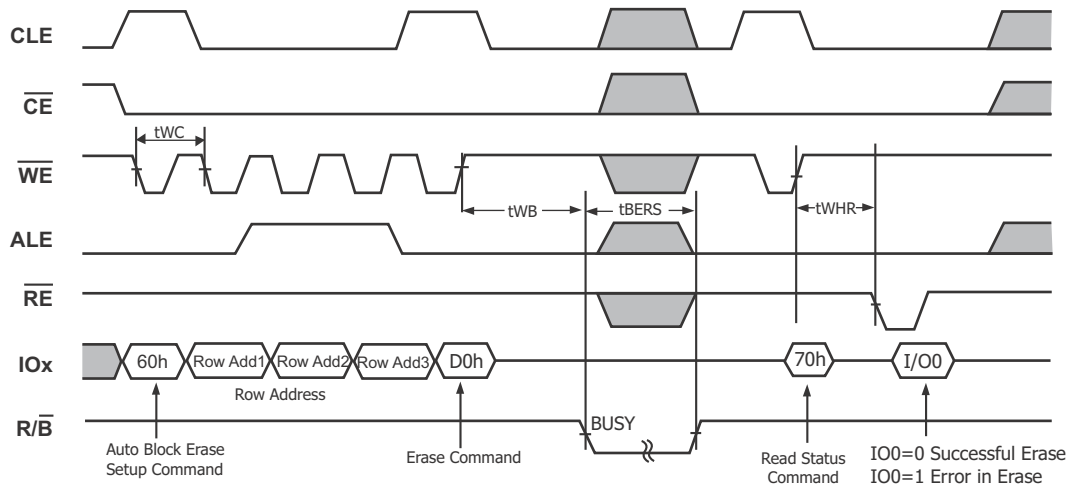 CLE
CE
tWC
WE
tWB
tBERS
tWHR
ALE
RE
IOx
60h
Row Add1
Row Add2
Row Add3
D0h
70h
I/O0
Row Address
R/B
BUSY
Auto Block Erase
Setup Command
Erase Command
Read Status
Command
IO0=0 Successful Erase
IO0=1 Error in Erase